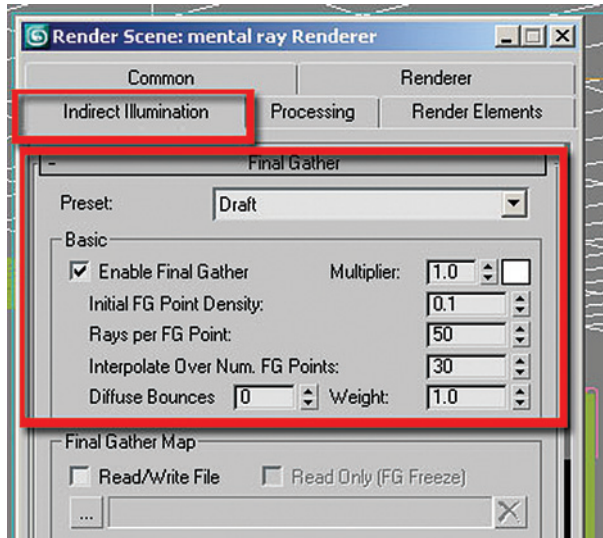 Render Scene: mental ray Renderer
Common Renderer
Indirect Illumination Processing Render Elements
- Final Gather
Preset: Draft
Basic
Enable Final Gather Multiplier: 1.0
Initial FG Point Density: 0.1
Rays per FG Point: 50
Interpolate Over Num. FG Points: 30
Diffuse Bounces 0 Weight: 1.0
Final Gather Map
Read/Write File Read Only (FG Freeze)
...